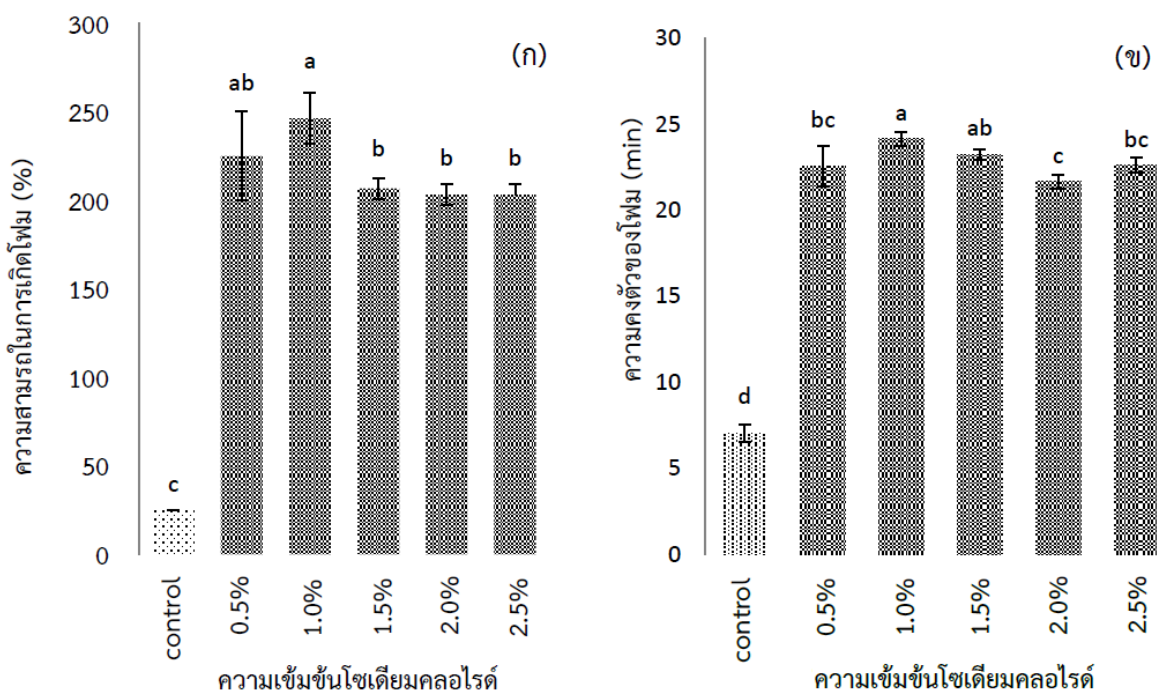 ความสามรถในการเกิดโฟม (%)
300
250
200
150
100
50
0
(ก)
c
ab
a
b
b
b
control
0.5%
1.0%
1.5%
2.0%
2.5%
ความเข้มข้นโซเดียมคลอไรด์
ความคงตัวของโฟม (min)
30
25
20
15
10
5
0
(ข)
d
bc
a
ab
c
bc
control
0.5%
1.0%
1.5%
2.0%
2.5%
ความเข้มข้นโซเดียมคลอไรด์